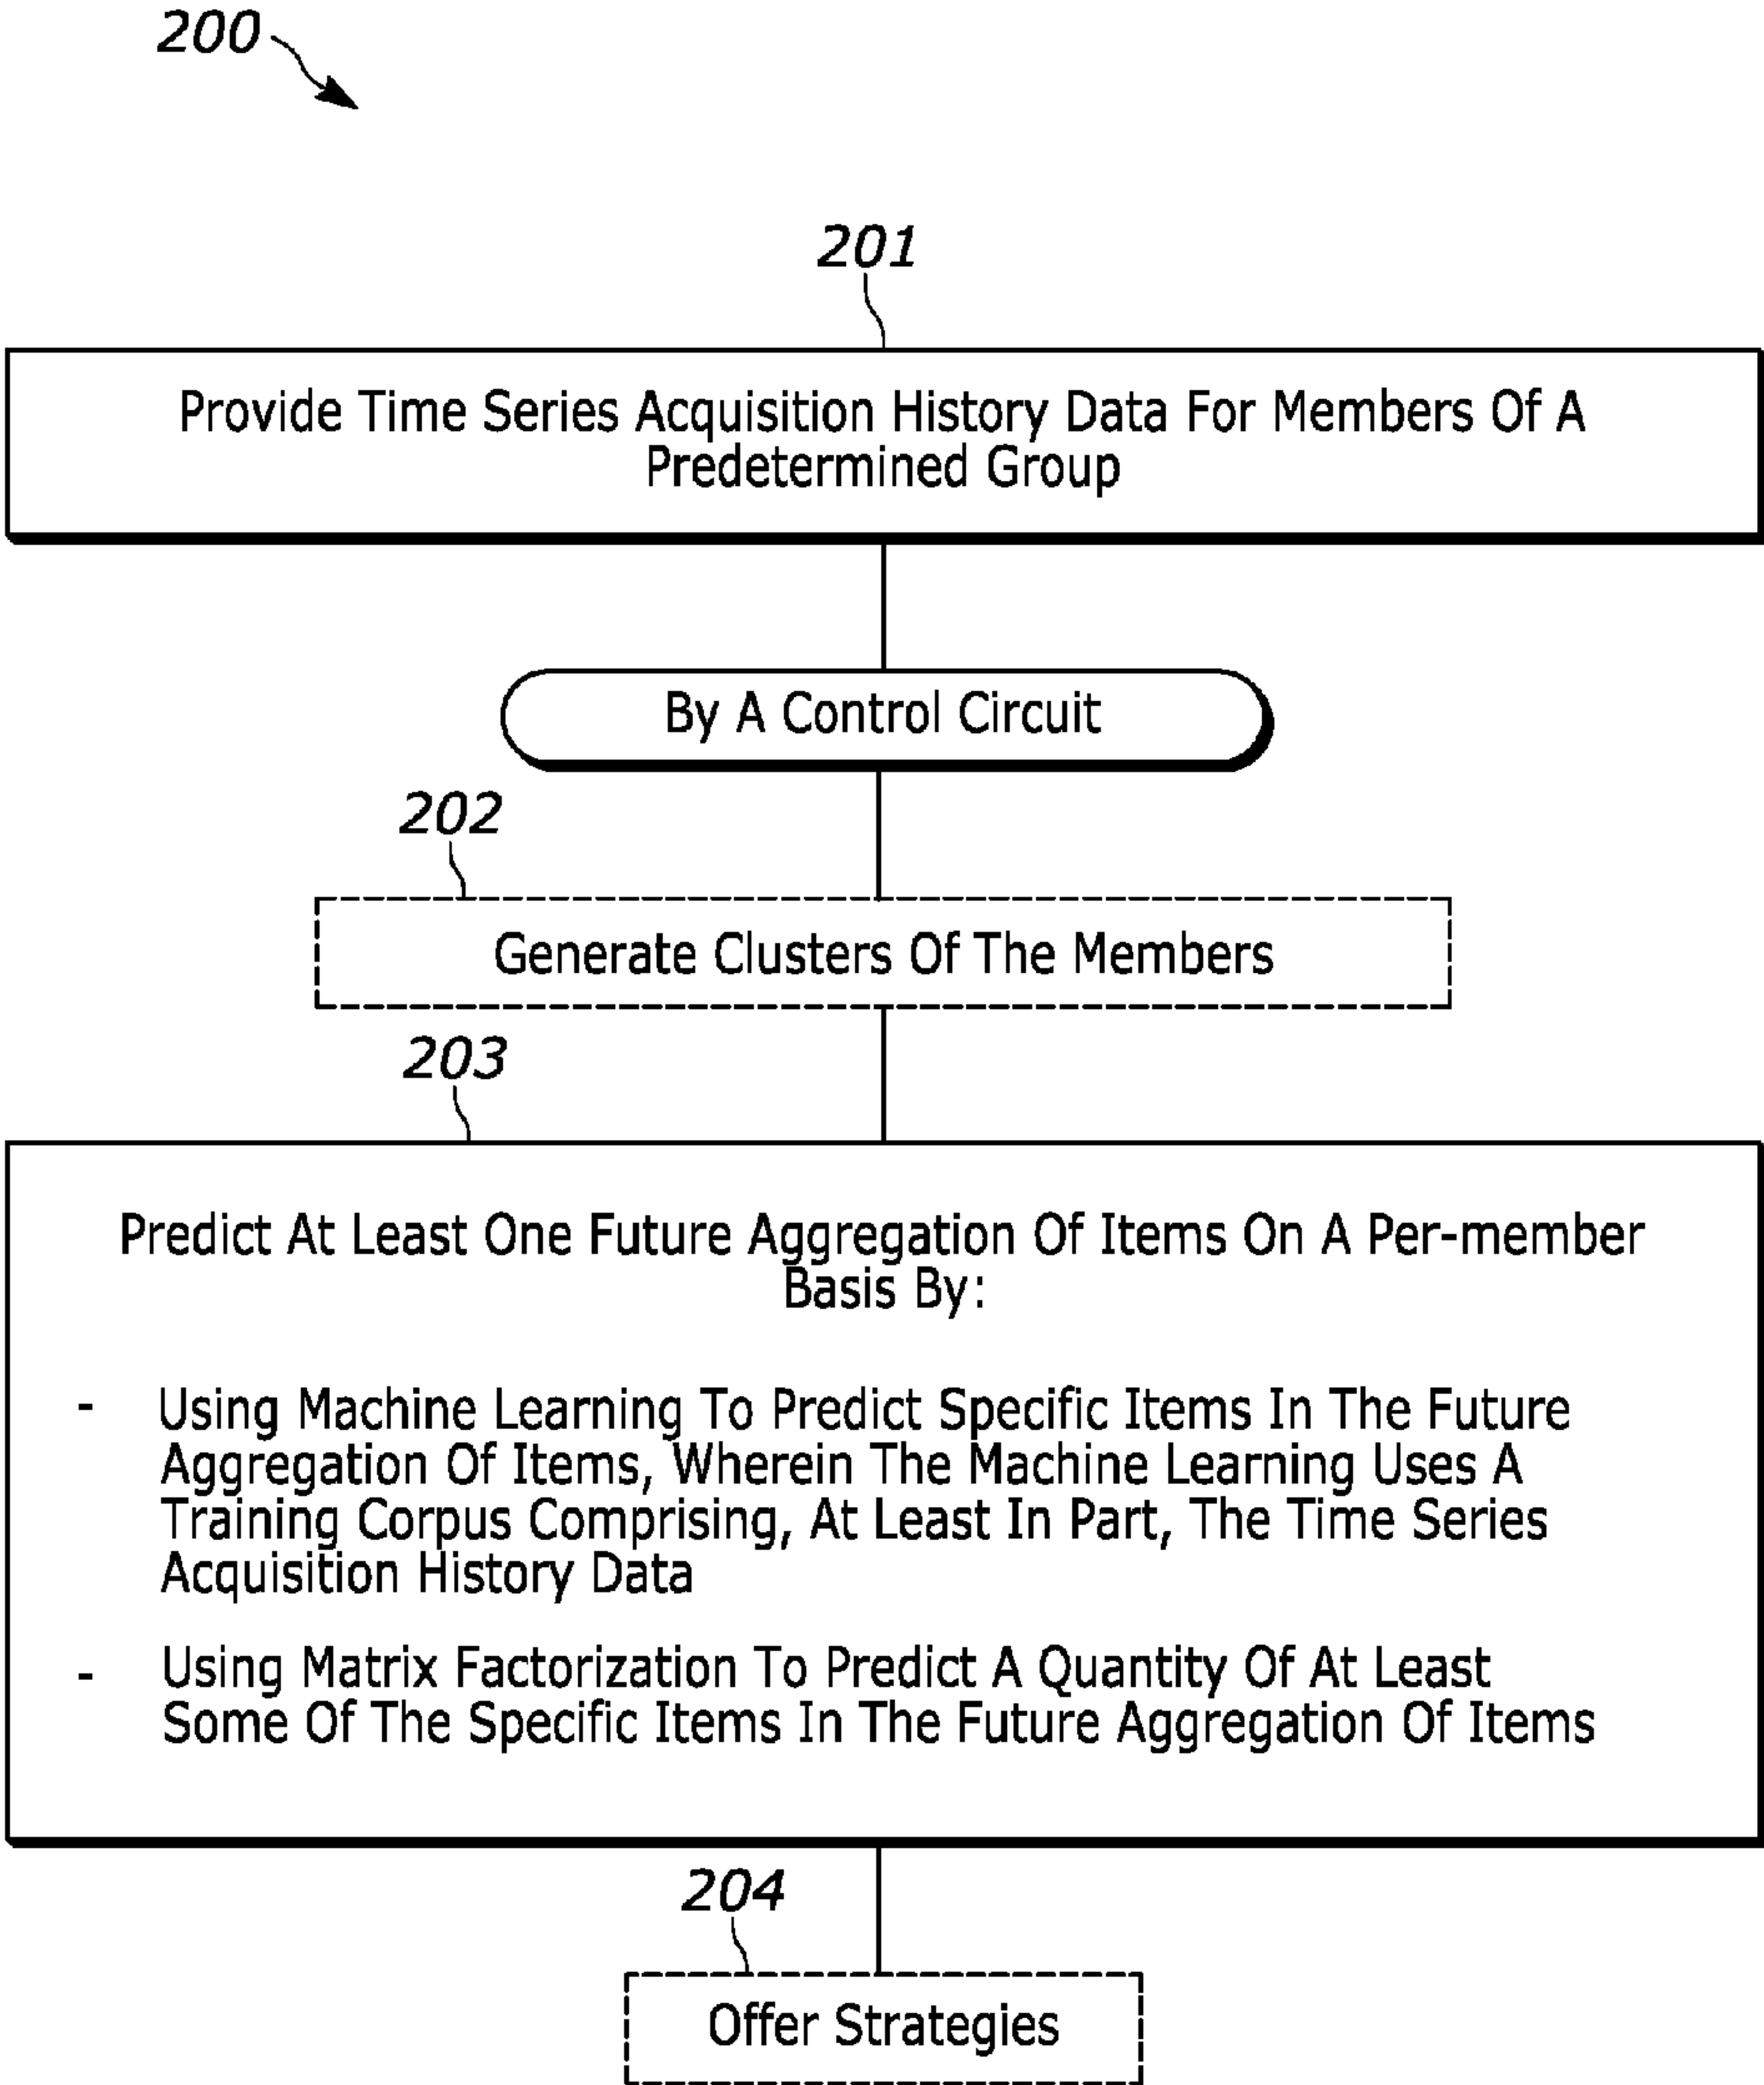 200
201
Provide Time Series Acquisition History Data For Members Of A
Predetermined Group
By A Control Circuit
202
Generate Clusters Of The Members
203
Predict At Least One Future Aggregation Of Items On A Per-member
Basis By:
- Using Machine Learning To Predict Specific Items In The Future
Aggregation Of Items, Wherein The Machine Learning Uses A
Training Corpus Comprising, At Least In Part, The Time Series
Acquisition History Data
- Using Matrix Factorization To Predict A Quantity Of At Least
Some Of The Specific Items In The Future Aggregation Of Items
204
Offer Strategies